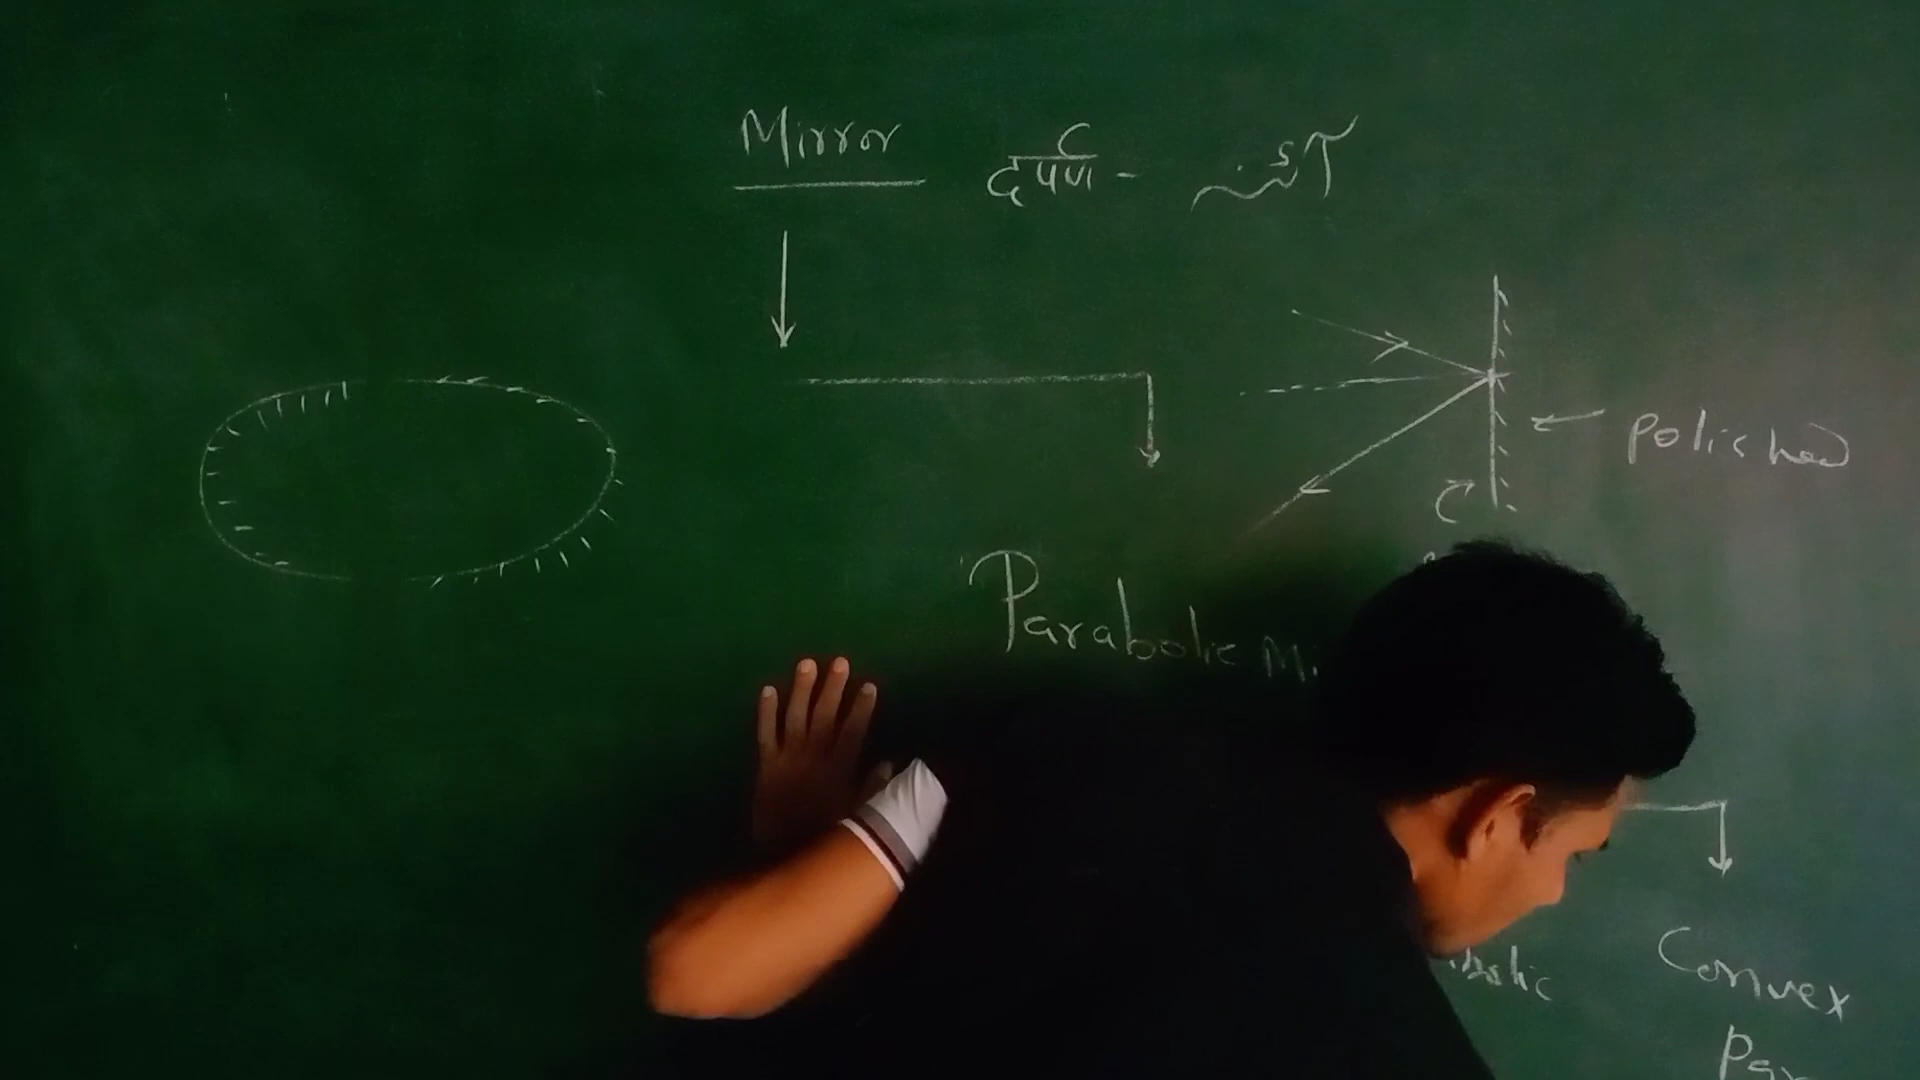 Mirror दर्पण -
polished
Parabolic Mi
bolic
Convex
Par